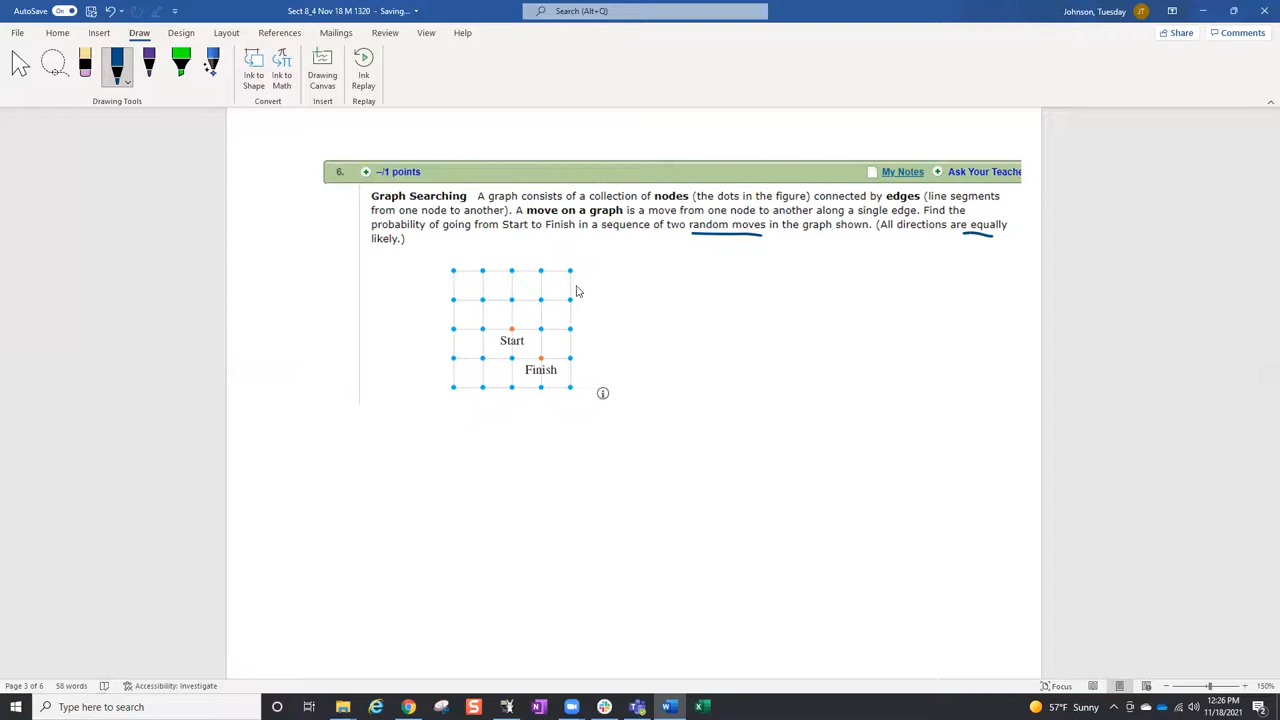 AutoSave On Sect 8_4 Nov 18 M 1320 - Saving... Search (Alt+Q) Johnson, Tuesday JT
File Home Insert Draw Design Layout References Mailings Review View Help Share Comments
Ink to Shape Ink to Math Drawing Canvas Ink Replay
Drawing Tools Convert Insert Replay
6. –/1 points My Notes Ask Your Teache
Graph Searching A graph consists of a collection of nodes (the dots in the figure) connected by edges (line segments
from one node to another). A move on a graph is a move from one node to another along a single edge. Find the
probability of going from Start to Finish in a sequence of two random moves in the graph shown. (All directions are equally
likely.)
Start
Finish
Page 3 of 6 58 words Accessibility: Investigate Focus 150%
Type here to search 57°F Sunny 12:26 PM
11/18/2021